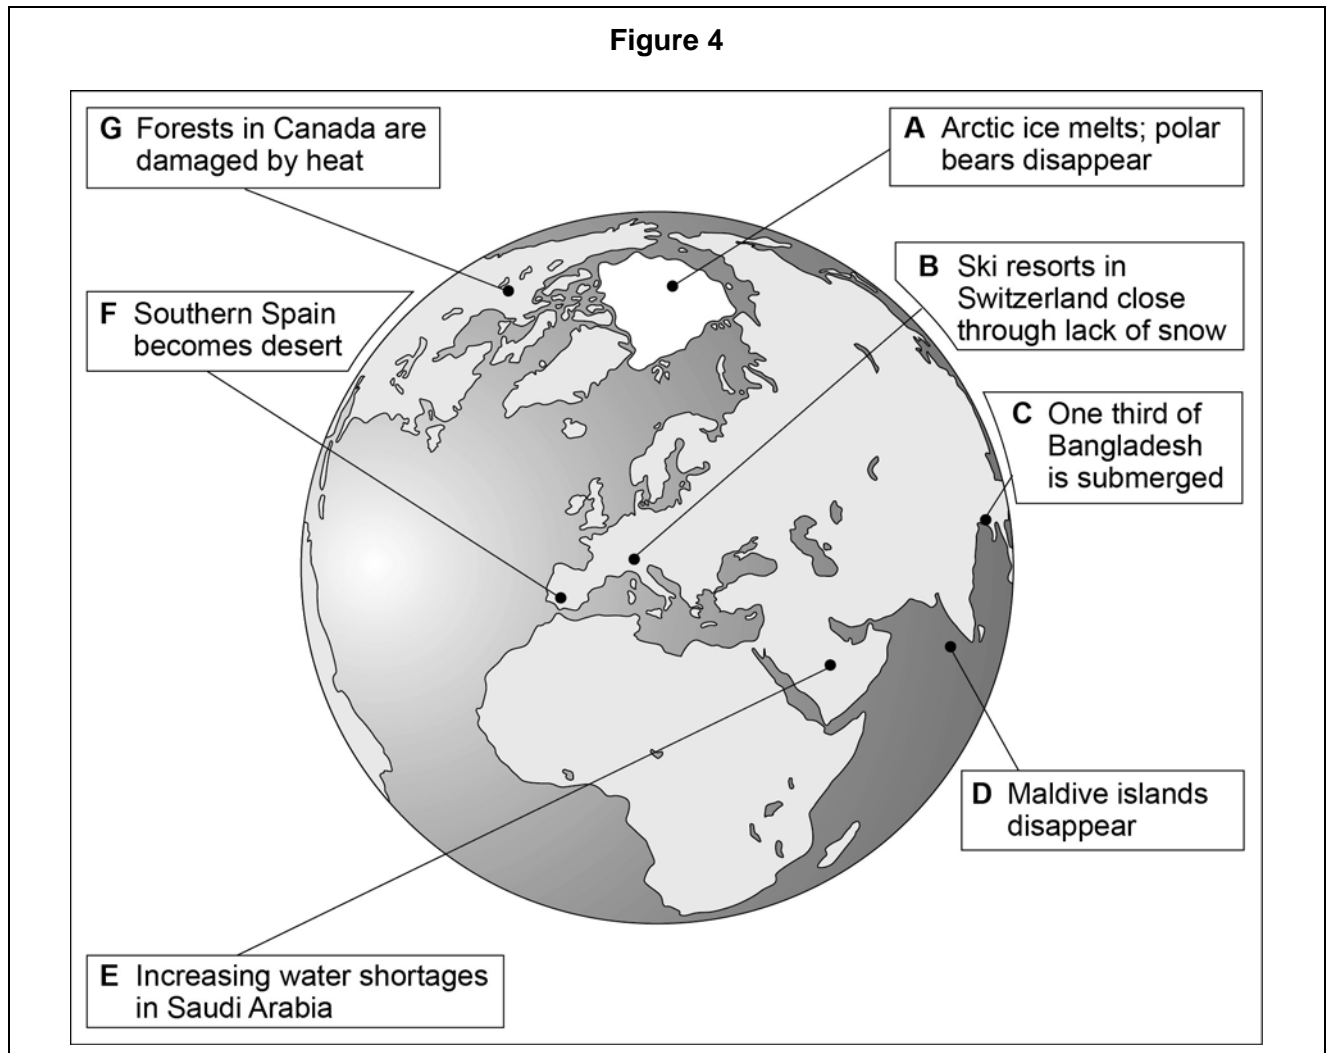 Figure 4
G Forests in Canada are
damaged by heat
A Arctic ice melts; polar
bears disappear
B Ski resorts in
Switzerland close
through lack of snow
F Southern Spain
becomes desert
C One third of
Bangladesh
is submerged
D Maldive islands
disappear
E Increasing water shortages
in Saudi Arabia